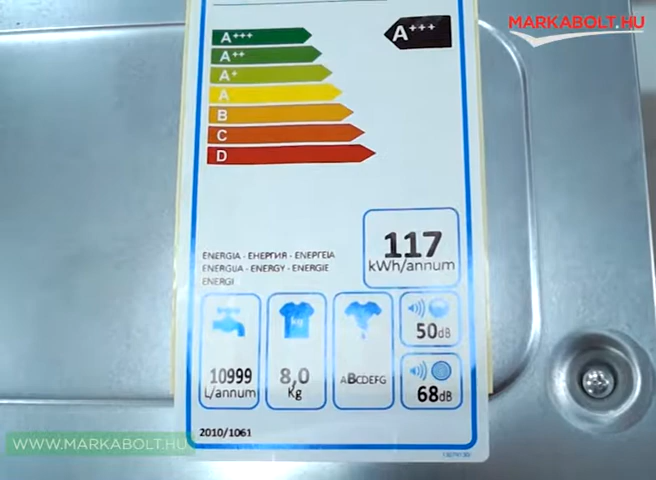 MARKABOLT.HU
A+++
A+++
A++
A+
A
B
C
D
117
kWh/annum
ENERGIA · ЕНЕРГИЯ · ΕΝΕΡΓΕΙΑ
ENERGIJA · ENERGY · ENERGIE
ENERGI
50dB
10999
L/annum
8,0
Kg
ABCDEFG
68dB
2010/1061
WWW.MARKABOLT.HU